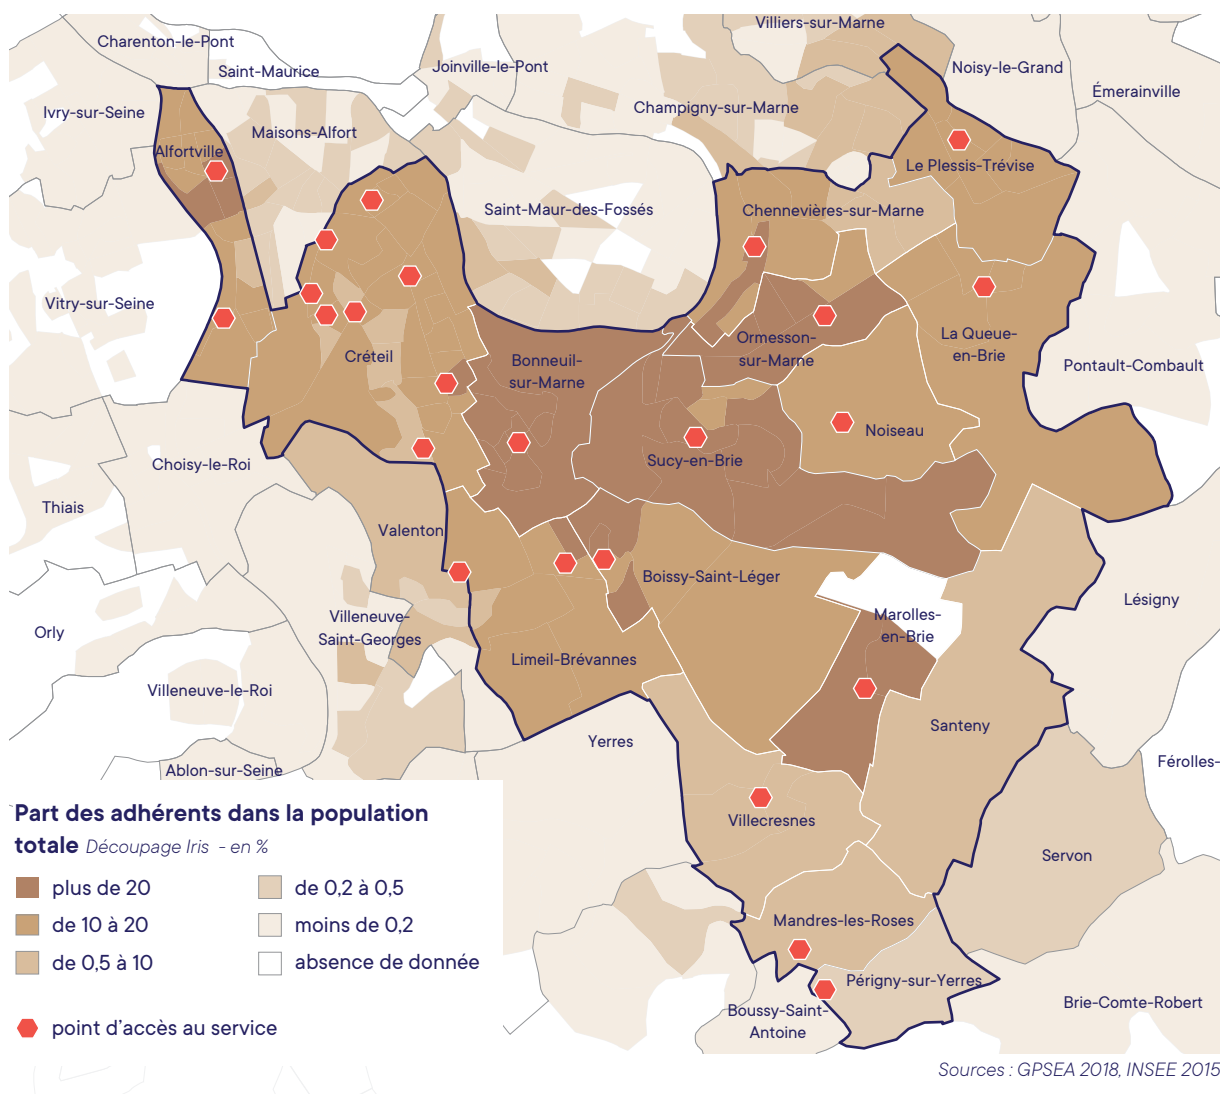 Villiers-sur-Marne
Charenton-le-Pont
Saint-Maurice
Joinville-le-Pont
Noisy-le-Grand
Émerainville
Ivry-sur-Seine
Maisons-Alfort
Champigny-sur-Marne
Alfortville
Le Plessis-Trévise
Saint-Maur-des-Fossés
Chennevières-sur-Marne
Vitry-sur-Seine
Créteil
Bonneuil-
sur-Marne
Ormesson-
sur-Marne
La Queue-
en-Brie
Pontault-Combault
Noiseau
Sucy-en-Brie
Choisy-le-Roi
Thiais
Valenton
Boissy-Saint-Léger
Marolles-
en-Brie
Lésigny
Orly
Villeneuve-
Saint-Georges
Limeil-Brévannes
Villeneuve-le-Roi
Santeny
Yerres
Ablon-sur-Seine
Férolles-
Villecresnes
Servon
Mandres-les-Roses
Périgny-sur-Yerres
Boussy-Saint-
Antoine
Brie-Comte-Robert
Part des adhérents dans la population
totale Découpage Iris - en %
plus de 20
de 10 à 20
de 0,5 à 10
de 0,2 à 0,5
moins de 0,2
absence de donnée
point d'accès au service
Sources : GPSEA 2018, INSEE 2015